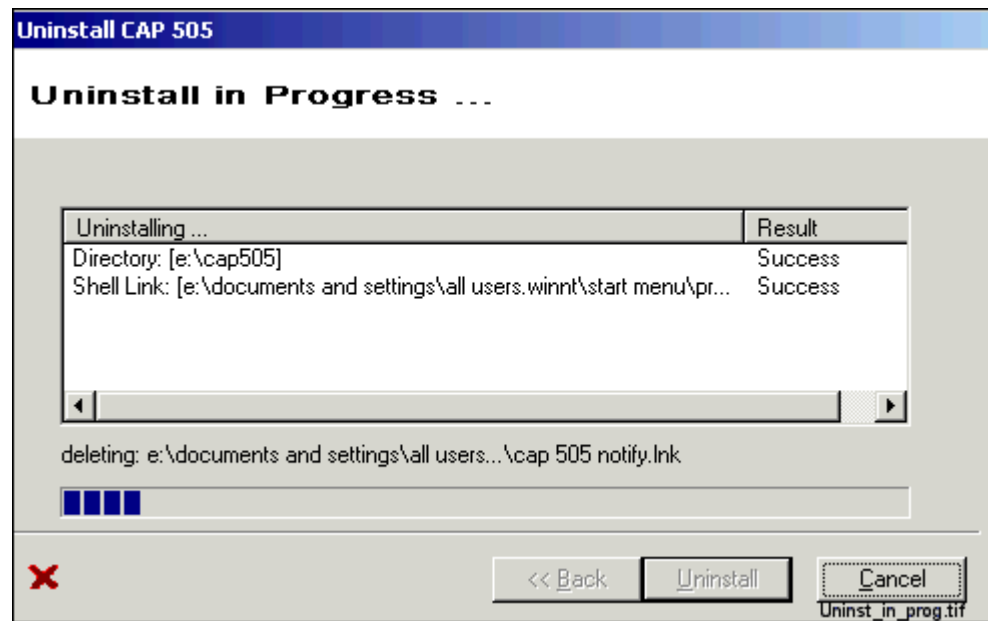 Uninstall CAP 505
Uninstall in Progress ...
Uninstalling ... Result
Directory: [e:\cap505] Success
Shell Link: [e:\documents and settings\all users.winnt\start menu\pr... Success
deleting: e:\documents and settings\all users...\cap 505 notify.lnk
<< Back Uninstall Cancel
Uninst_in_prog.tif